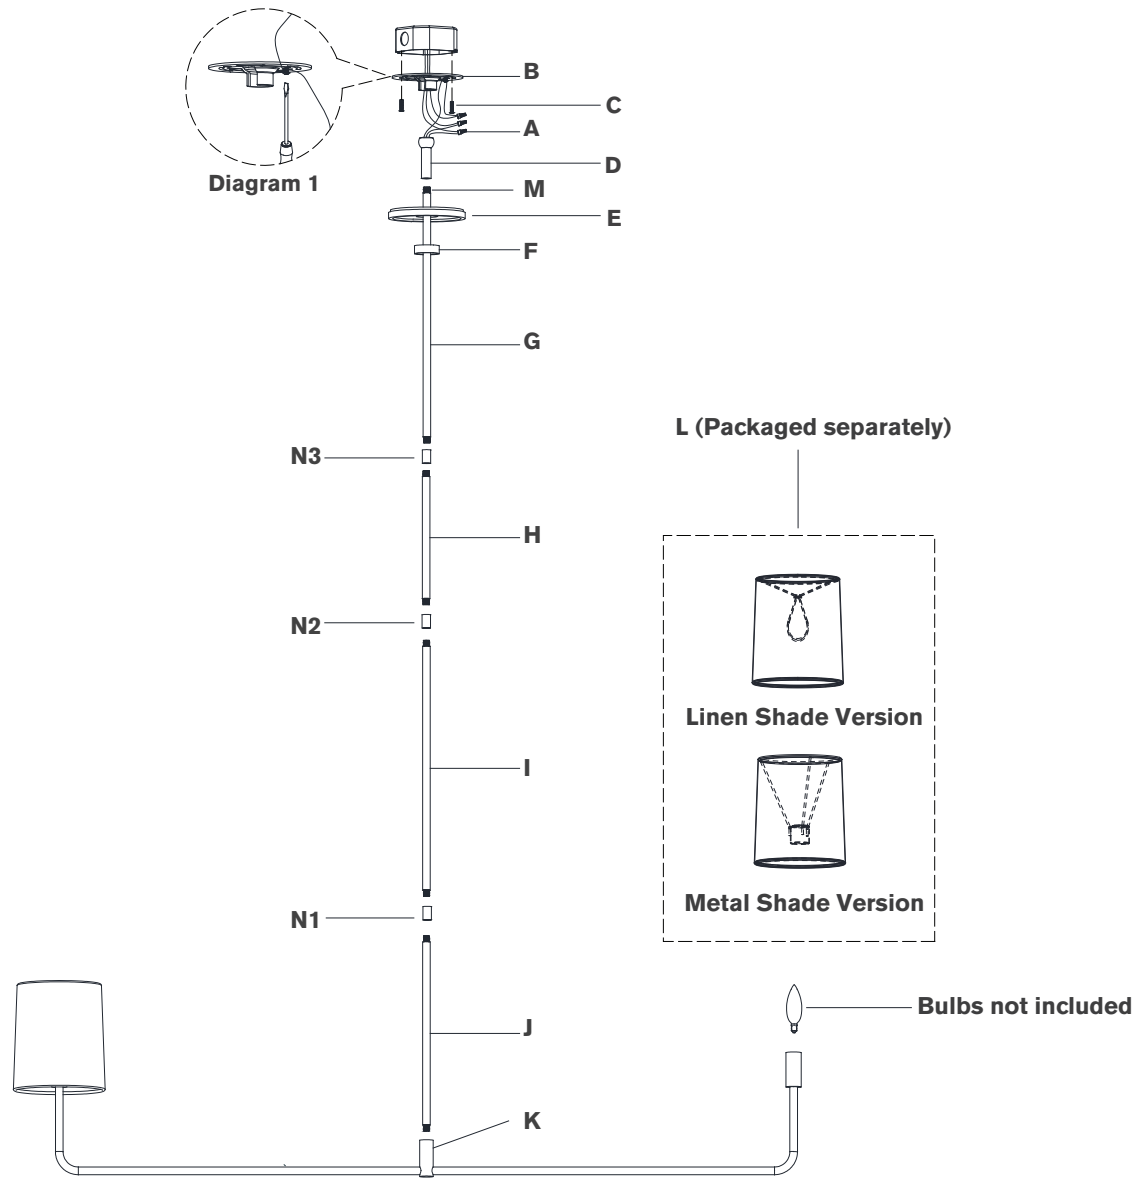 B
C
A
D
Diagram 1
M
E
F
G
L (Packaged separately)
N3
H
N2
Linen Shade Version
I
Metal Shade Version
N1
Bulbs not included
J
K